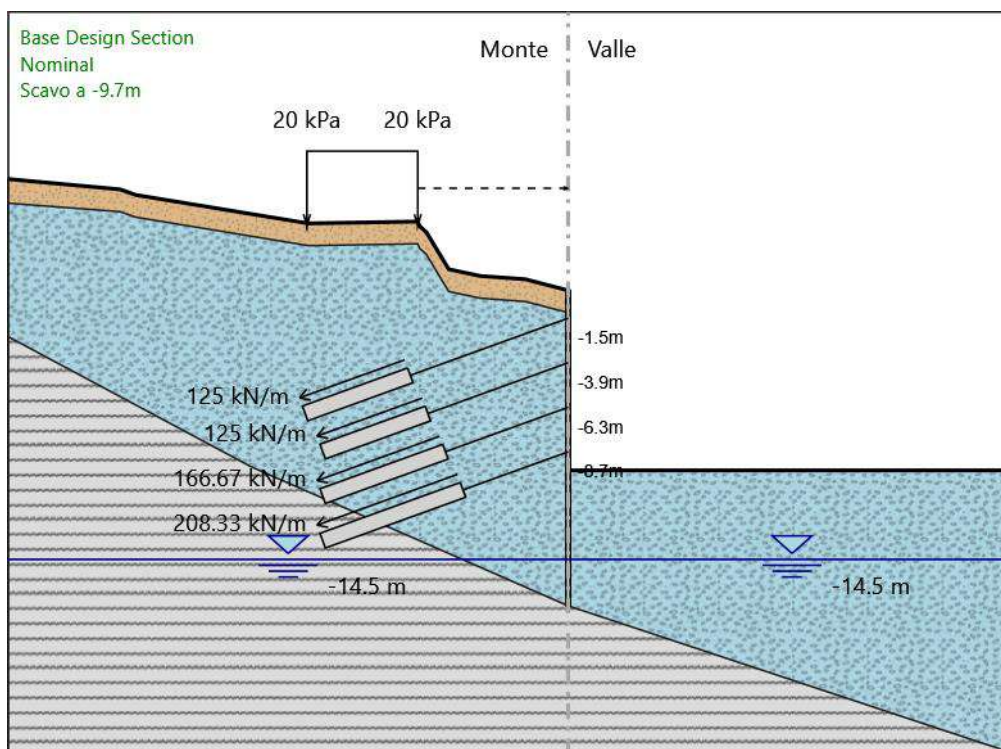 Base Design Section
Nominal
Scavo a -9.7m
Monte
Valle
20 kPa
20 kPa
-1.5m
-3.9m
-6.3m
-8.7m
125 kN/m
125 kN/m
166.67 kN/m
208.33 kN/m
-14.5 m
-14.5 m